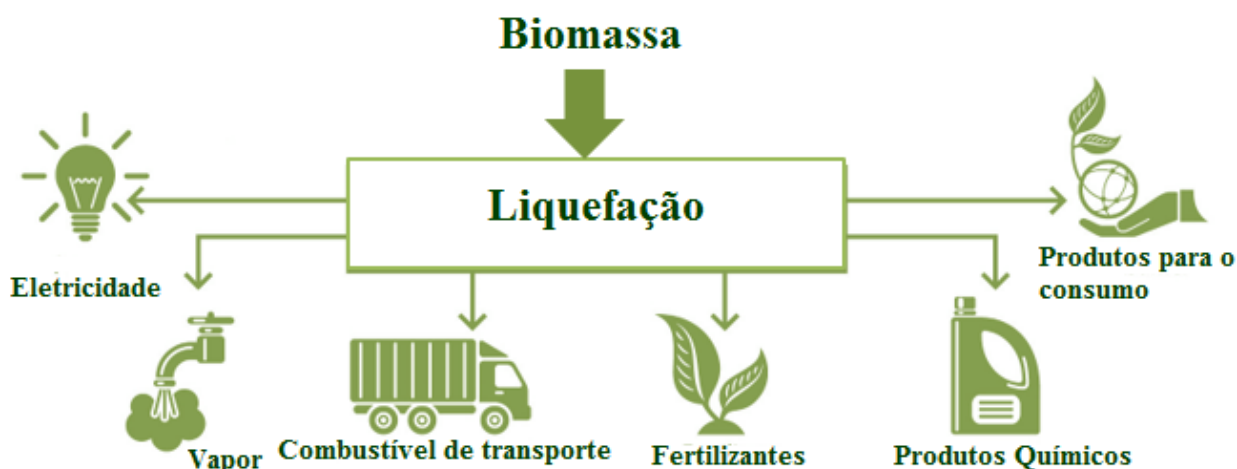 Biomassa
Liquefação
Eletricidade
Produtos para o
consumo
Vapor
Combustível de transporte
Fertilizantes
Produtos Químicos